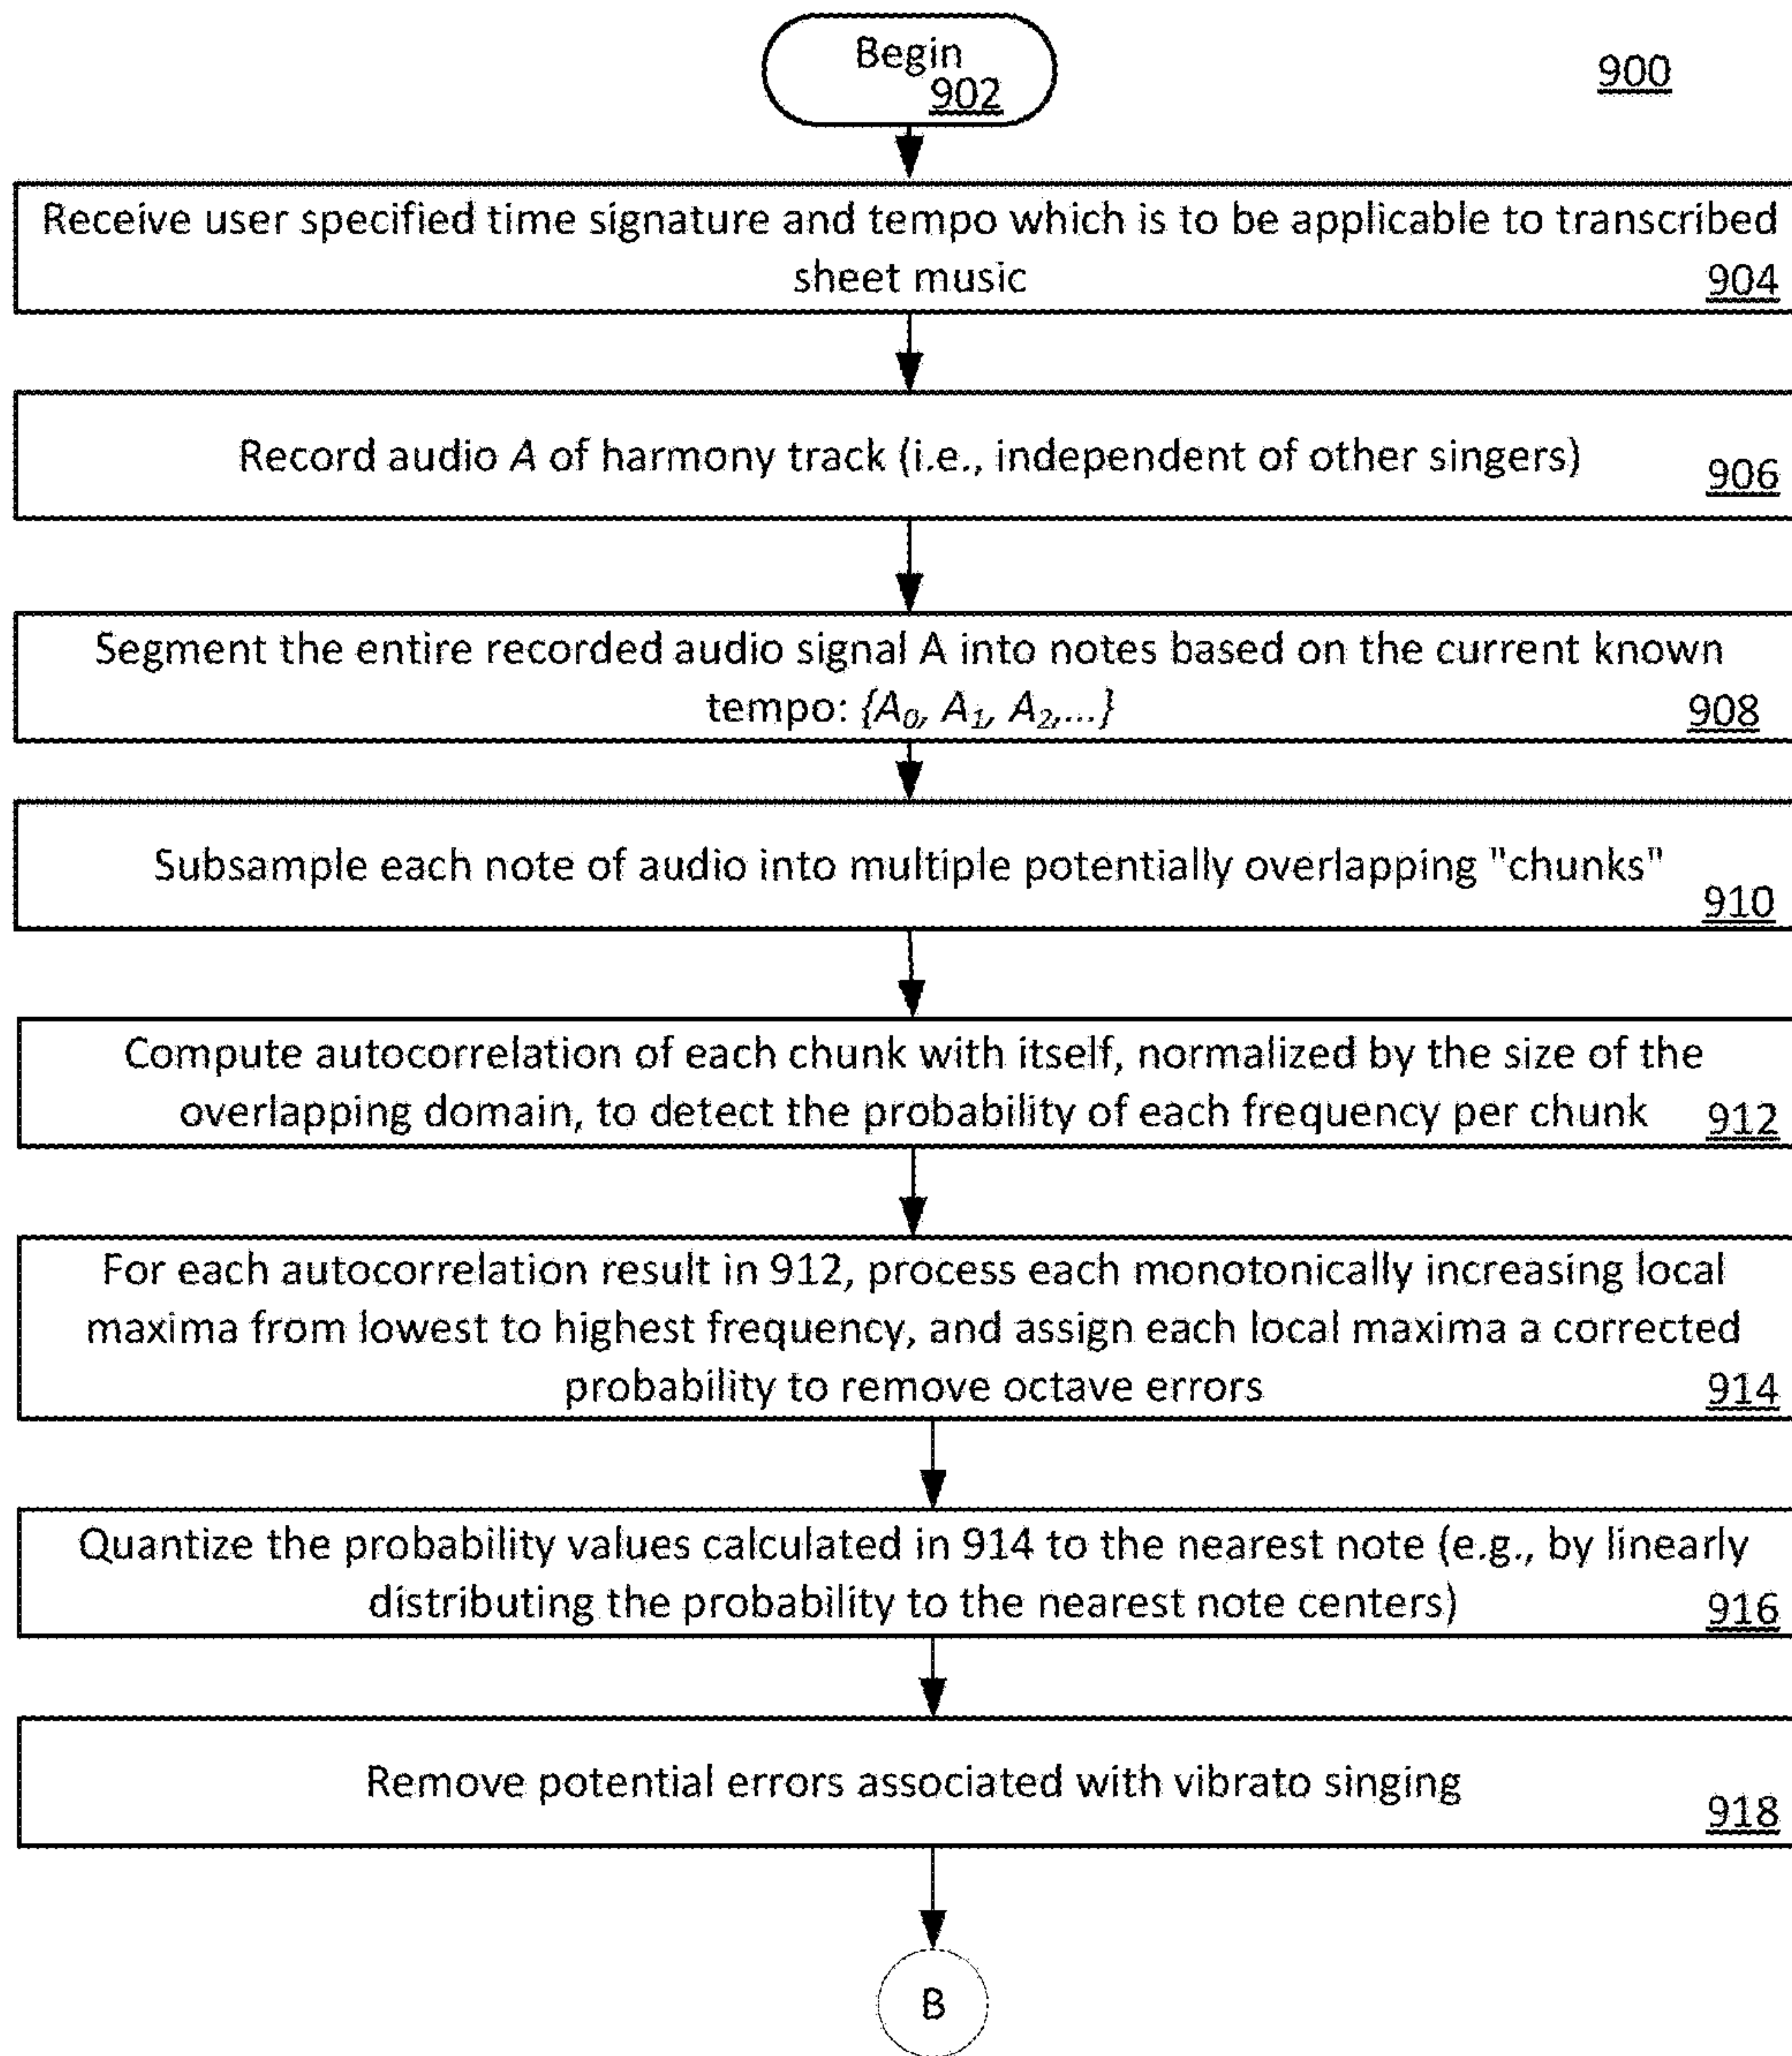 Begin
902
900
Receive user specified time signature and tempo which is to be applicable to transcribed
sheet music
904
Record audio A of harmony track (i.e., independent of other singers)
906
Segment the entire recorded audio signal A into notes based on the current known
tempo: {A0, A1, A2,...}
908
Subsample each note of audio into multiple potentially overlapping "chunks"
910
Compute autocorrelation of each chunk with itself, normalized by the size of the
overlapping domain, to detect the probability of each frequency per chunk
912
For each autocorrelation result in 912, process each monotonically increasing local
maxima from lowest to highest frequency, and assign each local maxima a corrected
probability to remove octave errors
914
Quantize the probability values calculated in 914 to the nearest note (e.g., by linearly
distributing the probability to the nearest note centers)
916
Remove potential errors associated with vibrato singing
918
B